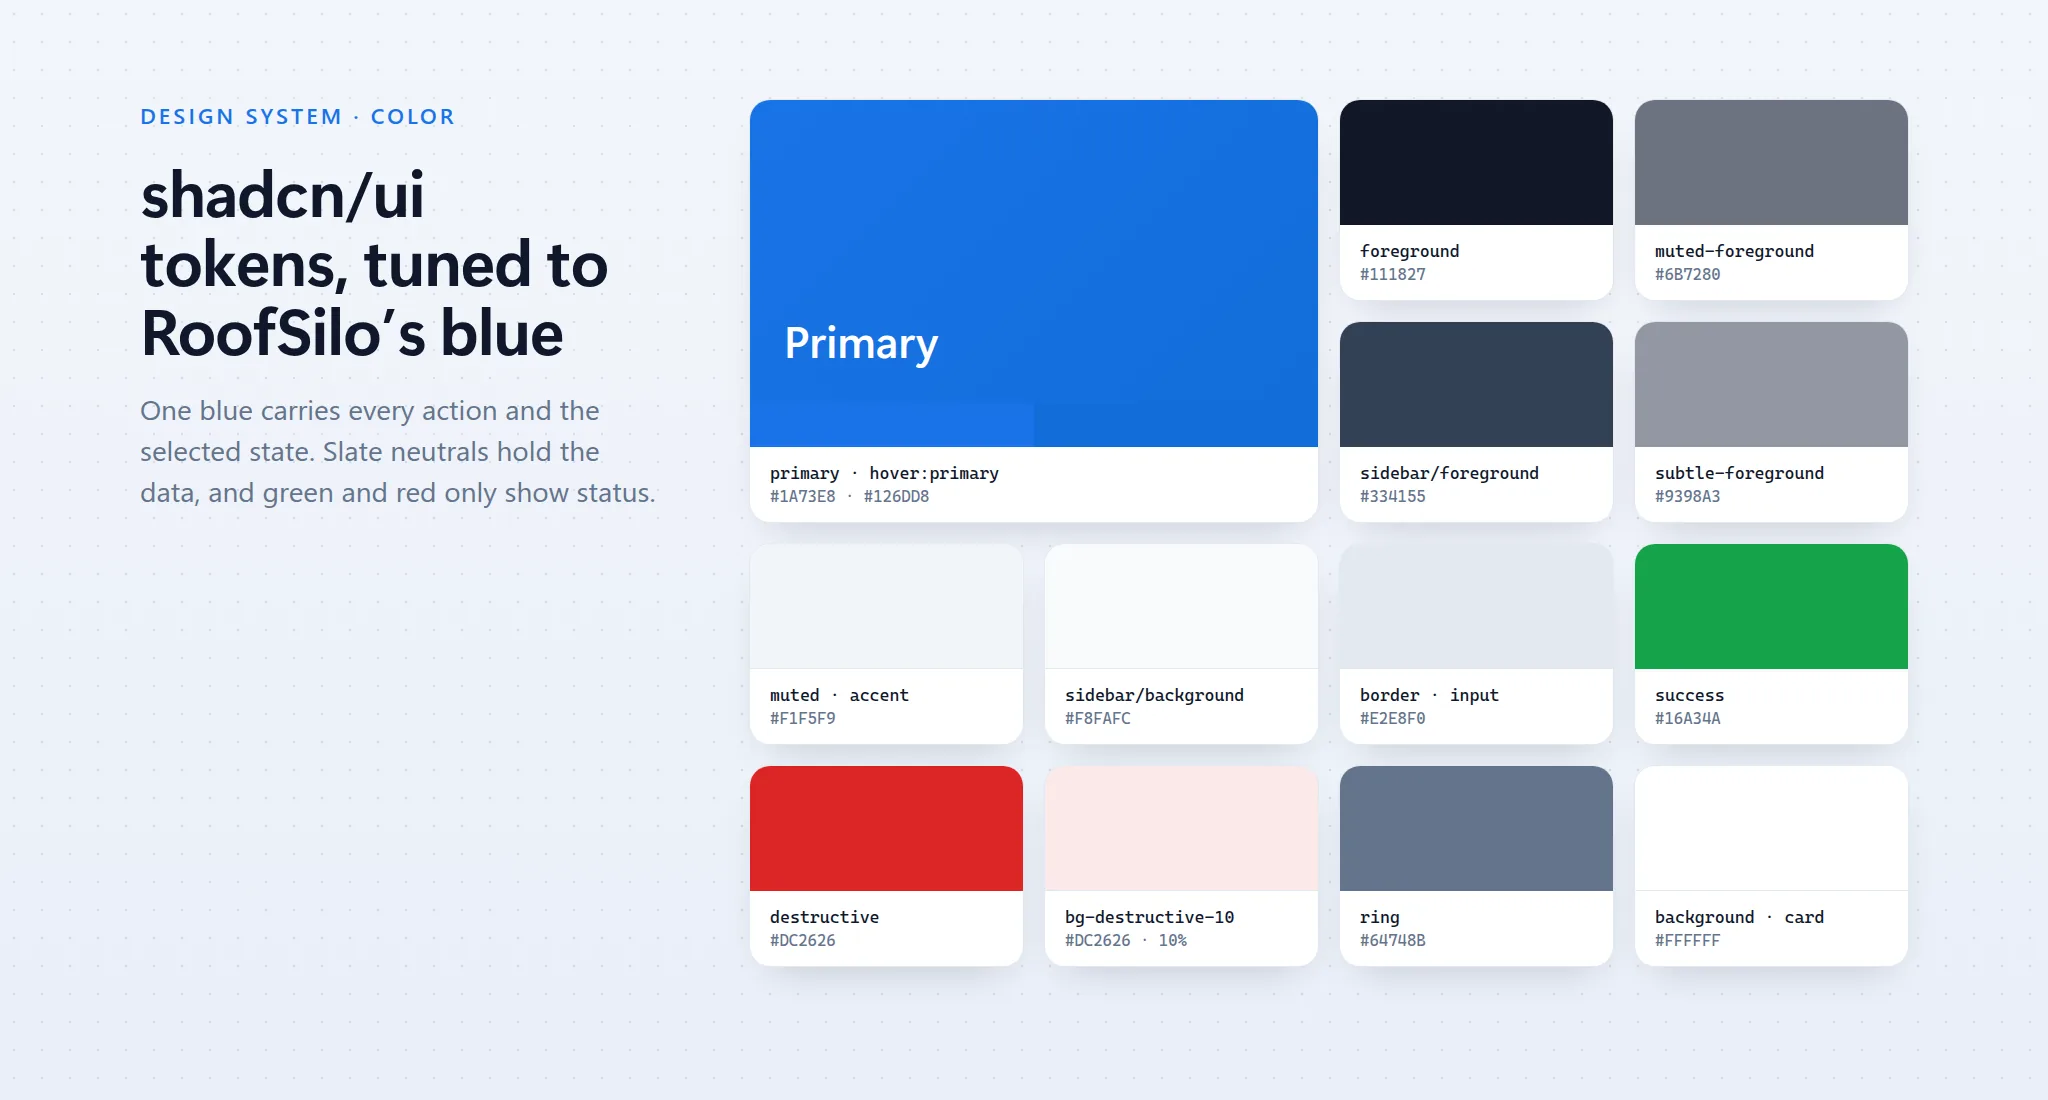 DESIGN SYSTEM · COLOR
shadcn/ui
tokens, tuned to
RoofSilo’s blue
One blue carries every action and the
selected state. Slate neutrals hold the
data, and green and red only show status.
Primary
primary · hover:primary
#1A73E8 · #126DD8
foreground
#111827
muted-foreground
#6B7280
sidebar/foreground
#334155
subtle-foreground
#9398A3
muted · accent
#F1F5F9
sidebar/background
#F8FAFC
border · input
#E2E8F0
success
#16A34A
destructive
#DC2626
bg-destructive-10
#DC2626 · 10%
ring
#64748B
background · card
#FFFFFF